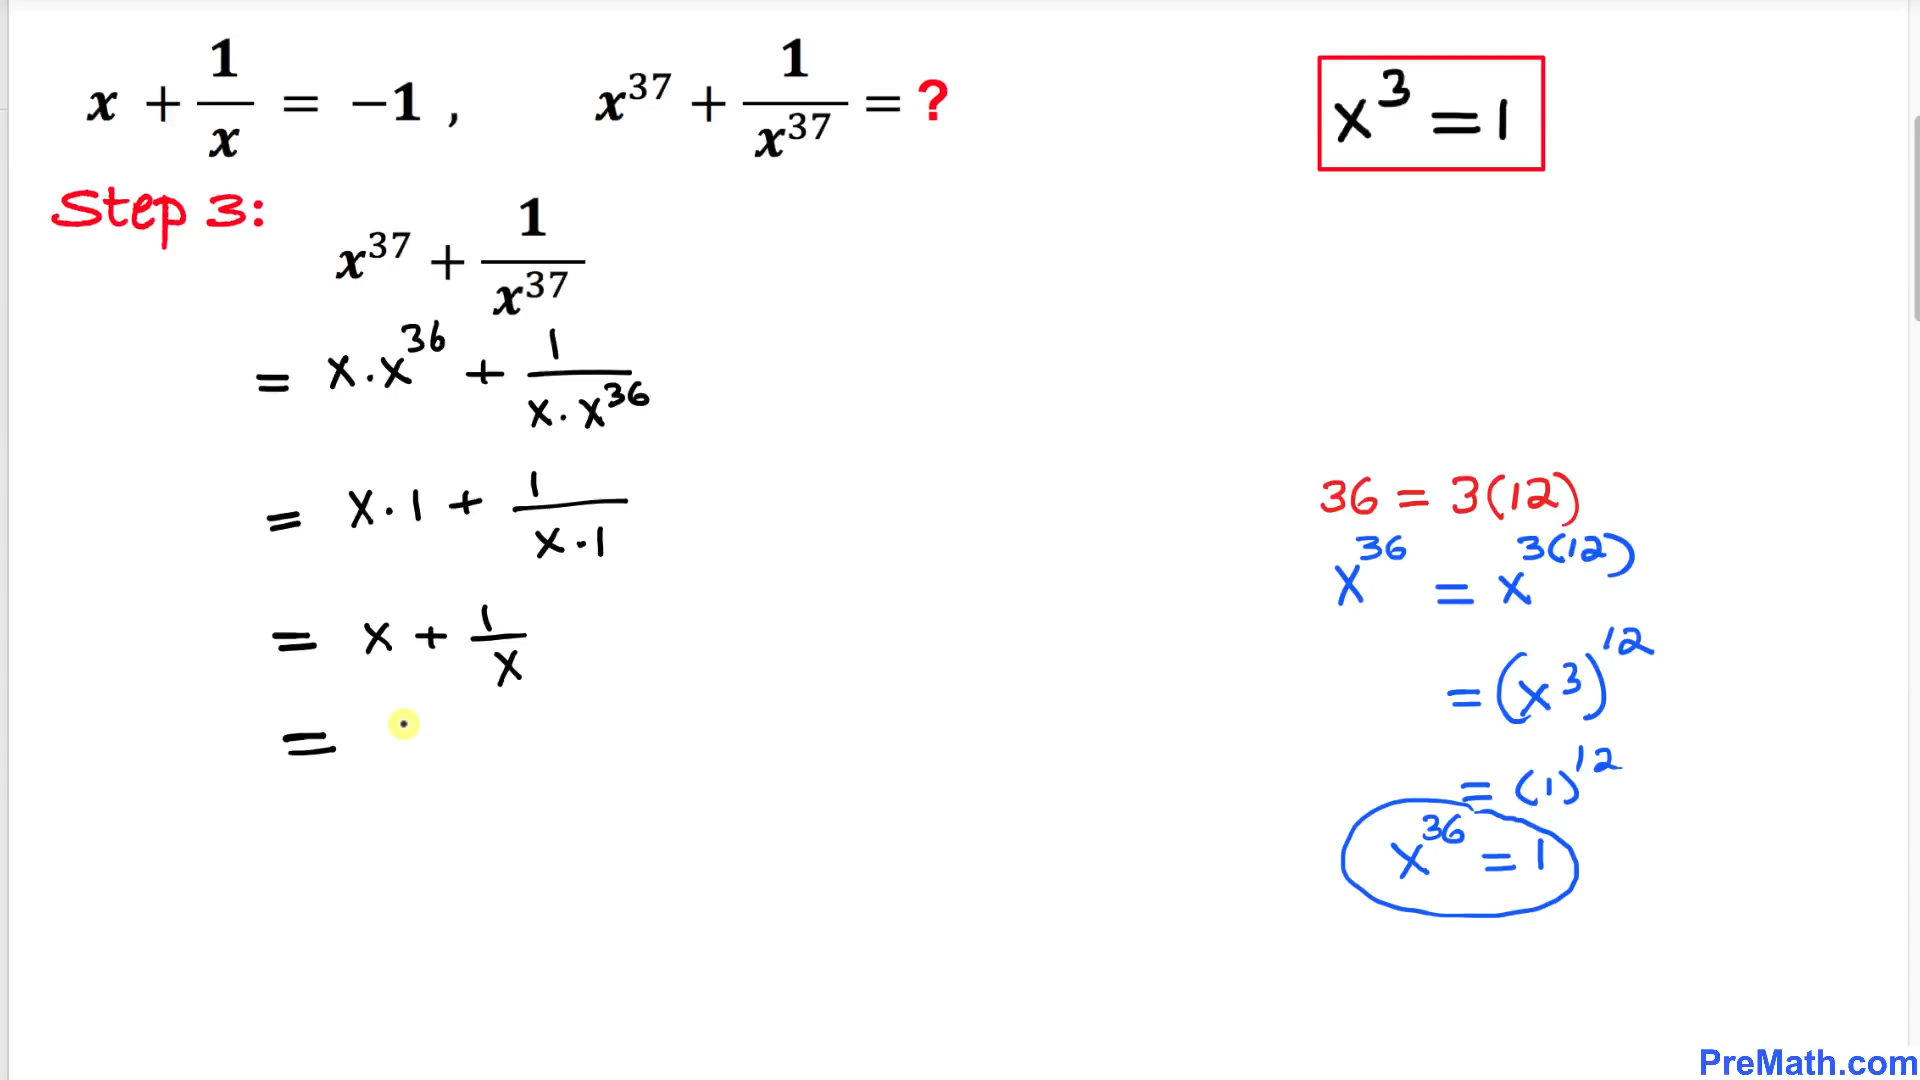 x + 1/x = −1 , x^37 + 1/x^37 = ?
x^3 = 1
Step 3:
x^37 + 1/x^37
= x · x^36 + 1/(x · x^36)
= x · 1 + 1/(x · 1)
= x + 1/x
=
36 = 3(12)
x^36 = x^3(12)
= (x^3)^12
= (1)^12
x^36 = 1
PreMath.com